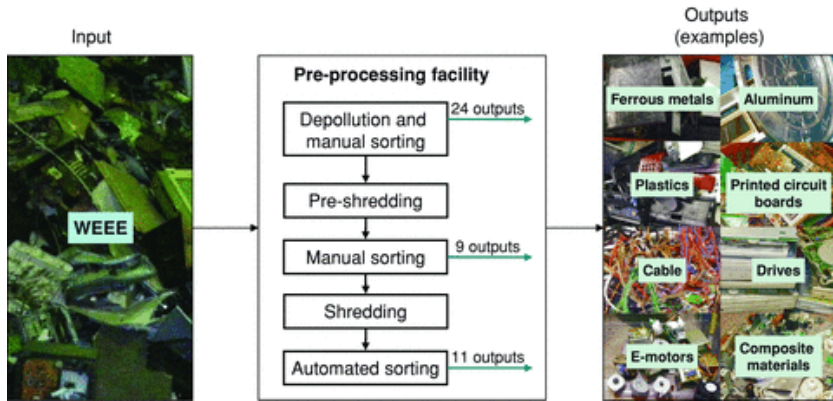 Input
WEEE
Pre-processing facility
Depollution and
manual sorting
24 outputs
Pre-shredding
Manual sorting
9 outputs
Shredding
Automated sorting
11 outputs
Outputs
(examples)
Ferrous metals
Aluminum
Plastics
Printed circuit
boards
Cable
Drives
E-motors
Composite
materials